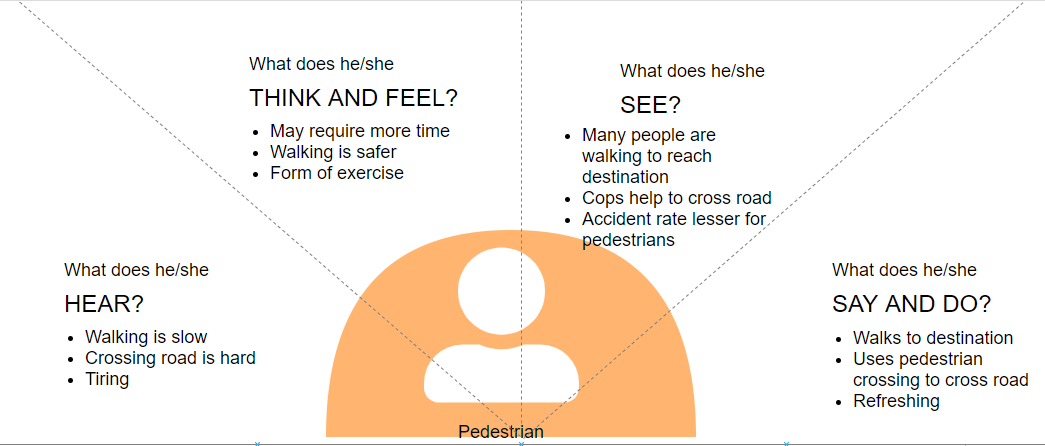 What does he/she
THINK AND FEEL?
• May require more time
• Walking is safer
• Form of exercise
What does he/she
SEE?
• Many people are
walking to reach
destination
• Cops help to cross road
• Accident rate lesser for
pedestrians
What does he/she
HEAR?
• Walking is slow
• Crossing road is hard
• Tiring
What does he/she
SAY AND DO?
• Walks to destination
• Uses pedestrian
crossing to cross road
• Refreshing
Pedestrian